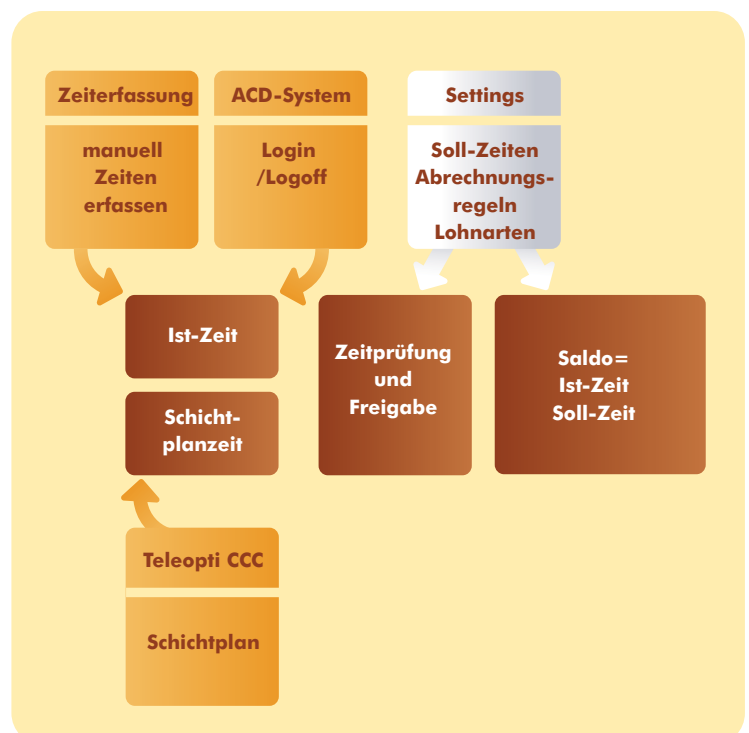 Zeiterfassung
manuell
Zeiten
erfassen
ACD-System
Login
/Logoff
Settings
Soll-Zeiten
Abrechnungs-
regeln
Lohnarten
Ist-Zeit
Schicht-
planzeit
Zeitprüfung
und
Freigabe
Saldo=
Ist-Zeit
Soll-Zeit
Teleopti CCC
Schichtplan